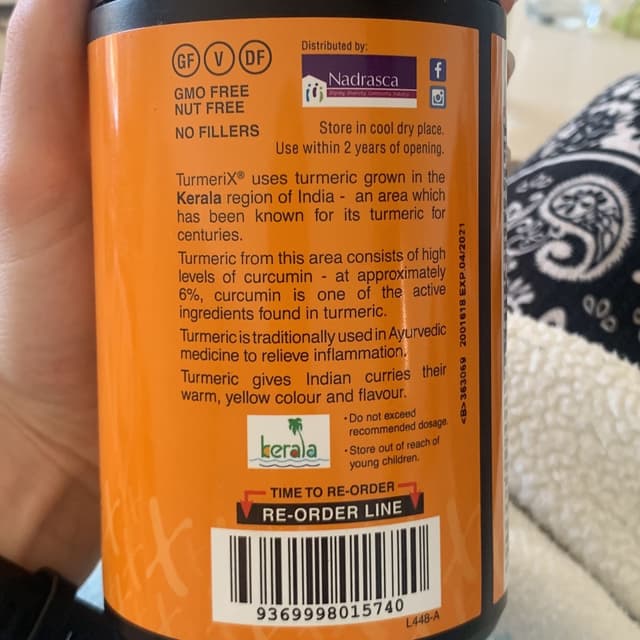 GF V DF
GMO FREE
NUT FREE
NO FILLERS
Distributed by:
Nadrasca
f
Store in cool dry place.
Use within 2 years of opening.
TurmeriX® uses turmeric grown in the
Kerala region of India - an area which
has been known for its turmeric for
centuries.
Turmeric from this area consists of high
levels of curcumin - at approximately
6%, curcumin is one of the active
ingredients found in turmeric.
Turmeric is traditionally used in Ayurvedic
medicine to relieve inflammation.
Turmeric gives Indian curries their
warm, yellow colour and flavour.
kerala
• Do not exceed
recommended dosage.
• Store out of reach of
young children.
TIME TO RE-ORDER
RE-ORDER LINE
9369998015740
L448-A
<B>363069 2001618 EXP.04/2021